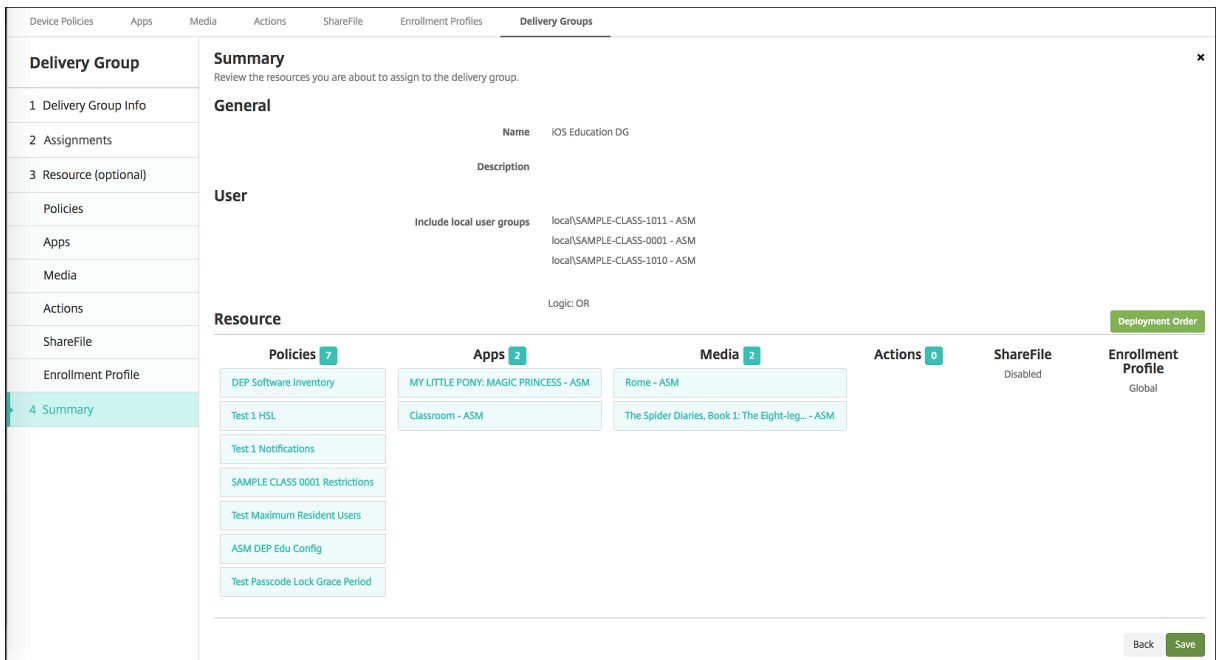 Device Policies Apps Media Actions ShareFile Enrollment Profiles Delivery Groups
Delivery Group
1 Delivery Group Info
2 Assignments
3 Resource (optional)
Policies
Apps
Media
Actions
ShareFile
Enrollment Profile
4 Summary
Summary
Review the resources you are about to assign to the delivery group.
General
Name iOS Education DG
Description
User
Include local user groups local\SAMPLE-CLASS-1011 - ASM
local\SAMPLE-CLASS-0001 - ASM
local\SAMPLE-CLASS-1010 - ASM
Logic: OR
Resource
Deployment Order
Policies 7
DEP Software Inventory
Test 1 HSL
Test 1 Notifications
SAMPLE CLASS 0001 Restrictions
Test Maximum Resident Users
ASM DEP Edu Config
Test Passcode Lock Grace Period
Apps 2
MY LITTLE PONY: MAGIC PRINCESS - ASM
Classroom - ASM
Media 2
Rome - ASM
The Spider Diaries, Book 1: The Eight-leg... - ASM
Actions 0
ShareFile
Disabled
Enrollment
Profile
Global
Back Save